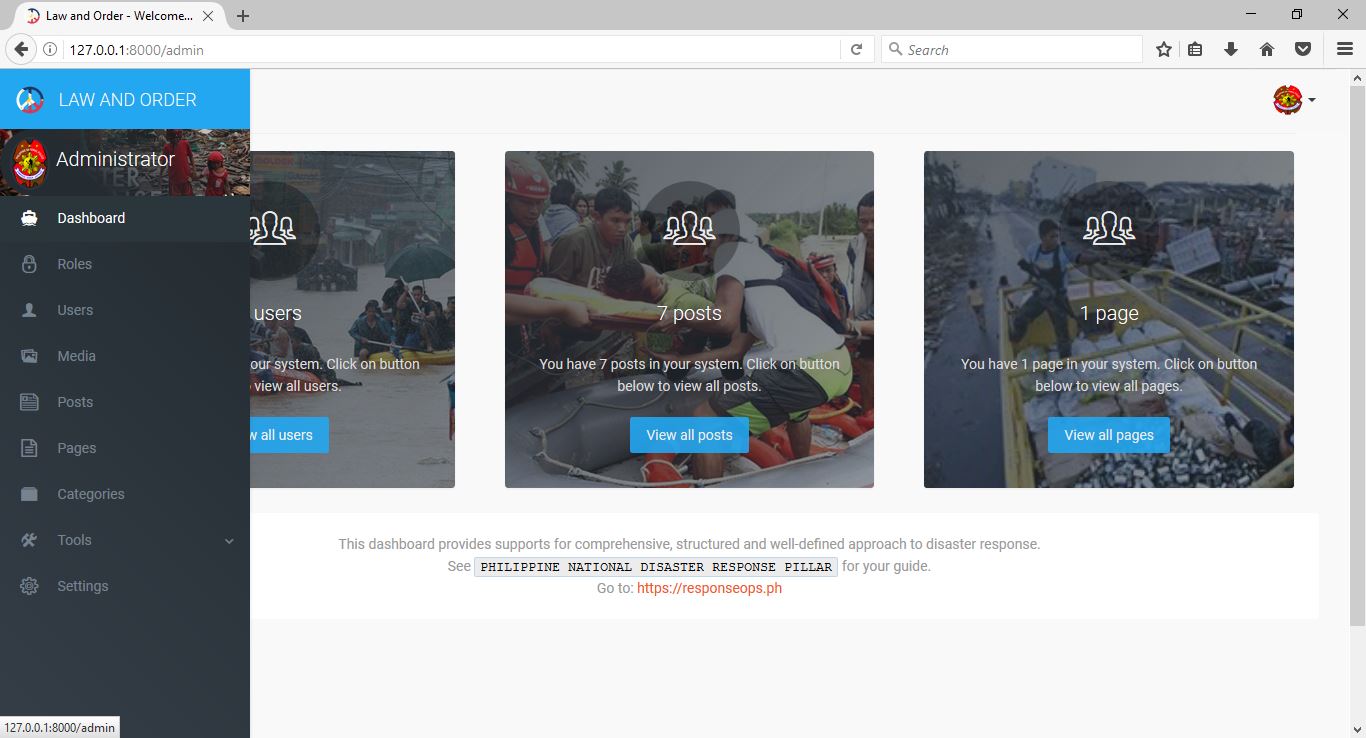 Law and Order - Welcome...
127.0.0.1:8000/admin
Search
LAW AND ORDER
Administrator
Dashboard
Roles
Users
Media
Posts
Pages
Categories
Tools
Settings
users
our system. Click on button
view all users.
all users
7 posts
You have 7 posts in your system. Click on button
below to view all posts.
View all posts
1 page
You have 1 page in your system. Click on button
below to view all pages.
View all pages
This dashboard provides supports for comprehensive, structured and well-defined approach to disaster response.
See PHILIPPINE NATIONAL DISASTER RESPONSE PILLAR for your guide.
Go to: https://responseops.ph
127.0.0.1:8000/admin